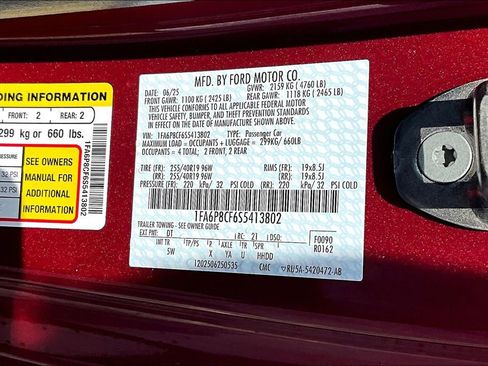 DING INFORMATION
FRONT: 2 REAR: 2
299 kg or 660 lbs.
PRESSURE
32 PSI
32 PSI
SEE OWNERS
MANUAL FOR
ADDITIONAL
INFORMATION
1FA6P8CF6S5413802
MFD. BY FORD MOTOR CO.
DATE: 06/25 GVWR: 2159 KG ( 4760 LB)
FRONT GAWR: 1100 KG ( 2425 LB) REAR GAWR: 1118 KG ( 2465 LB)
THIS VEHICLE CONFORMS TO ALL APPLICABLE FEDERAL MOTOR
VEHICLE SAFETY, BUMPER, AND THEFT PREVENTION STANDARDS IN
EFFECT ON THE DATE OF MANUFACTURE SHOWN ABOVE.
VIN: 1FA6P8CF6S5413802 TYPE: Passenger Car
MAXIMUM LOAD =
OCCUPANTS + LUGGAGE = 299KG/ 660LB
4 TOTAL: 2 FRONT, 2 REAR
TIRE (FR): 255/40R19 96W RIMS (FR): 19x8.5J
TIRE (RR): 255/40R19 96W RIMS (RR): 19x8.5J
PRESSURE (FR): 220 kPa/ 32 PSI COLD PRESSURE (RR): 220 kPa/ 32 PSI COLD
1FA6P8CF6S5413802
TRAILER TOWING - SEE OWNER GUIDE
EXT PNT: D1 RC: 21 DSO: F0090
R0162
INT TR TP/PS R AXLE TR SPR
5W X YA U HHDD
120250625053S CMC RU5A-5420472-AB